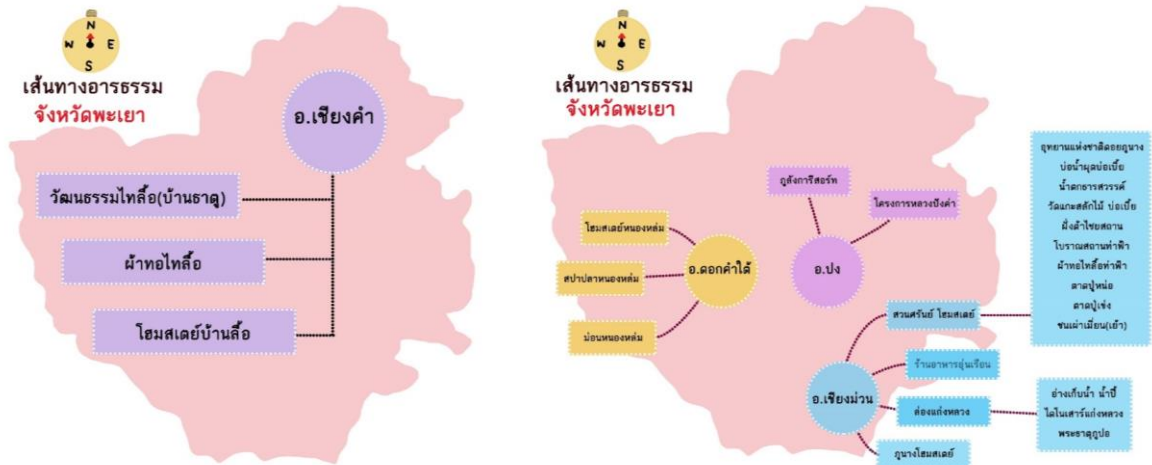 N
W E
S
เส้นทางอารธรรม
จังหวัดพะเยา
อ.เชียงคำ
วัฒนธรรมไทลื้อ(บ้านธาตุ)
ผ้าทอไทลื้อ
โฮมสเตย์บ้านลื้อ
N
W E
S
เส้นทางอารธรรม
จังหวัดพะเยา
โฮมสเตย์หนองหล่ม
สปาปลาหนองหล่ม
ม่อนหนองหล่ม
อ.ดอกคำใต้
ภูลังการีสอร์ท
โครงการหลวงปังค่า
อ.ปง
อ.เชียงม่วน
สวนศรันย์ โฮมสเตย์
ร้านอาหารอุ่นเรือน
ล่องแก่งหลวง
ภูนางโฮมสเตย์
อุทยานแห่งชาติดอยภูนาง
บ่อน้ำผุดบ่อเบี้ย
น้ำตกธารสวรรค์
วัดแกะสลักไม้ บ่อเบี้ย
ฝั่งต้าไชยสถาน
โบราณสถานท่าฟ้า
ผ้าทอไทลื้อท่าฟ้า
ตาดปู่หน่อ
ตาดปู่เช่ง
ชนเผ่าเมี่ยน(เย้า)
อ่างเก็บน้ำ น้ำปี้
ไดโนเสาร์แก่งหลวง
พระธาตุภูปอ